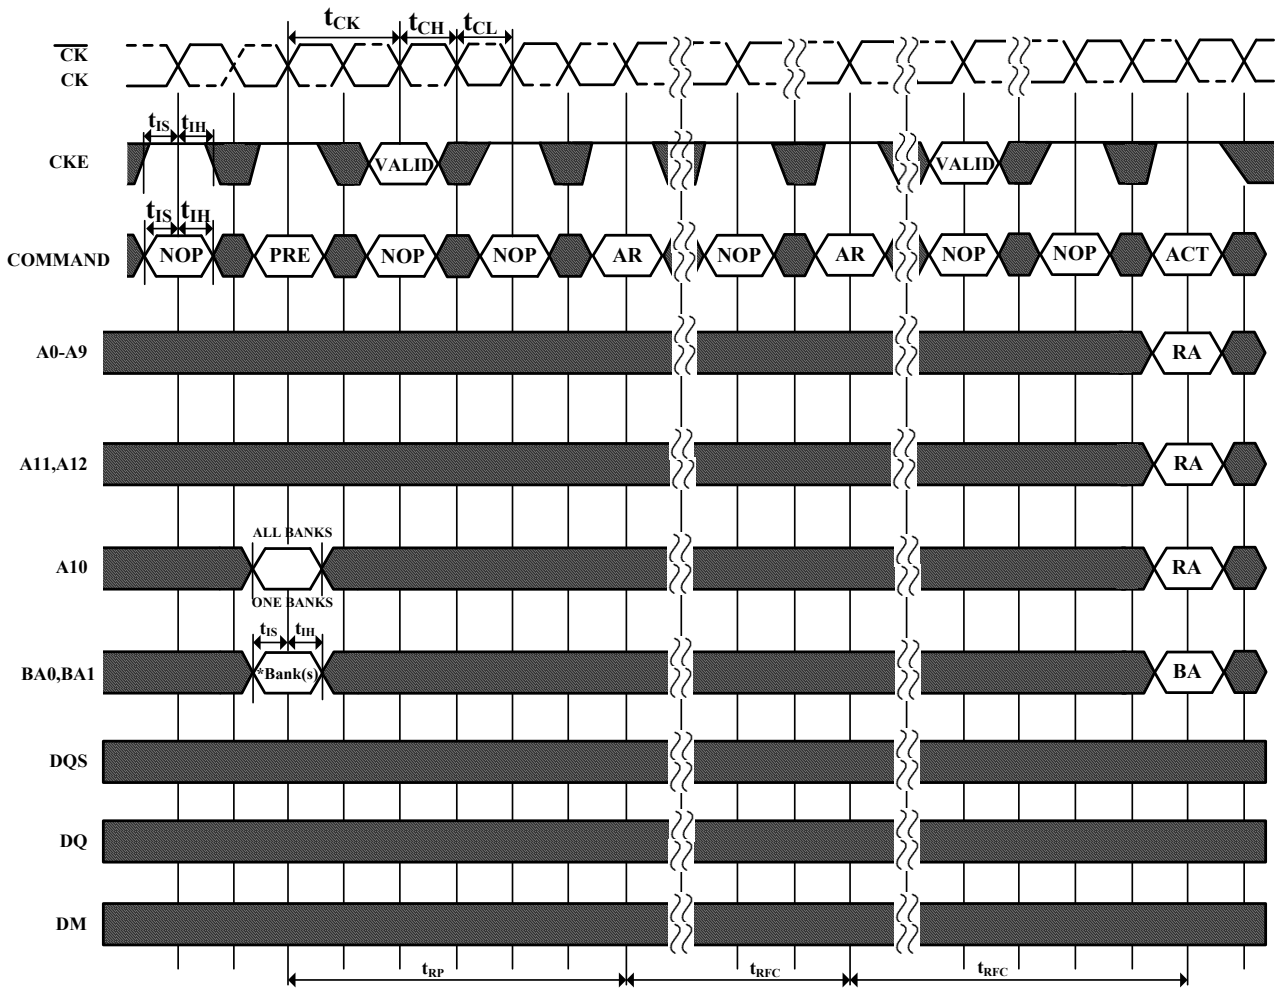 tCK tCH tCL
CK
CK
tIS tIH
CKE VALID VALID
tIS tIH
COMMAND NOP PRE NOP NOP AR NOP AR NOP NOP ACT
A0-A9 RA
A11,A12 RA
ALL BANKS
A10 RA
ONE BANKS
tIS tIH
BA0,BA1 *Bank(s) BA
DQS
DQ
DM
tRP tRFC tRFC